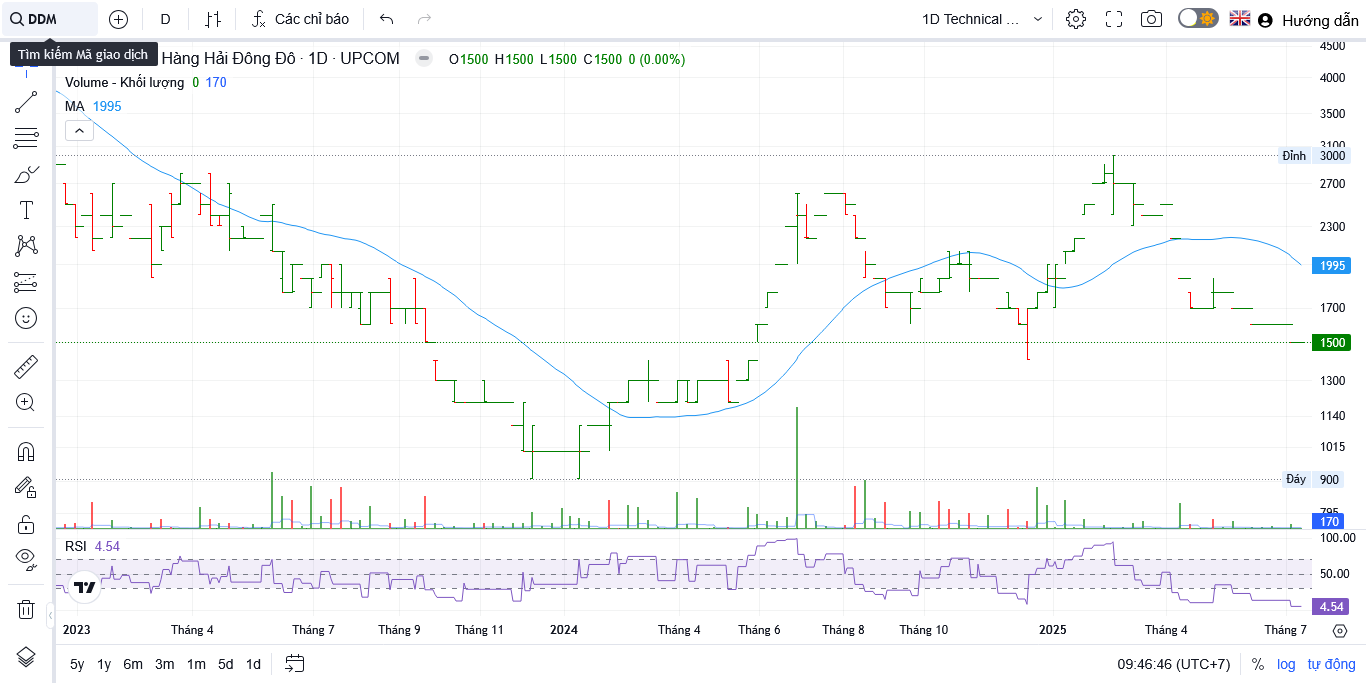 DDM D Các chỉ báo 1D Technical ... Hướng dẫn
Tìm kiếm Mã giao dịch
Hàng Hải Đông Đô · 1D · UPCOM O1500 H1500 L1500 C1500 0 (0.00%)
Volume - Khối lượng 0 170
MA 1995
4500
4000
3500
3100
Đỉnh 3000
2700
2300
1995
1700
1500
1300
1140
1015
Đáy 900
795
170
RSI 4.54
100.00
50.00
4.54
2023 Tháng 4 Tháng 7 Tháng 9 Tháng 11 2024 Tháng 4 Tháng 6 Tháng 8 Tháng 10 2025 Tháng 4 Tháng 7
5y 1y 6m 3m 1m 5d 1d 09:46:46 (UTC+7) % log tự động